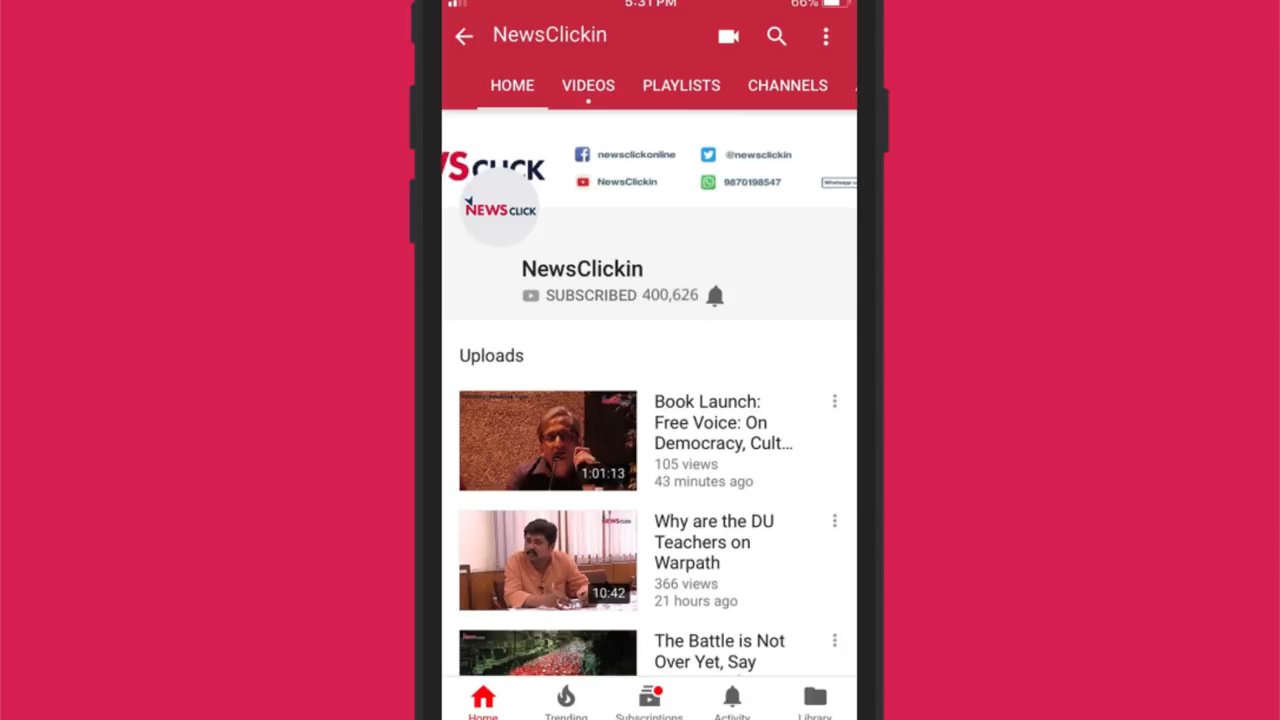 5:31 PM
66%
NewsClickin
HOME VIDEOS PLAYLISTS CHANNELS
S CLICK
newsclickonline
@newsclickin
NewsClickin
9870198547
NEWS CLICK
NewsClickin
SUBSCRIBED 400,626
Uploads
Book Launch:
Free Voice: On
Democracy, Cult...
105 views
43 minutes ago
1:01:13
Why are the DU
Teachers on
Warpath
366 views
21 hours ago
NEWSCLICK
10:42
The Battle is Not
Over Yet, Say
Home Trending Subscriptions Activity Library